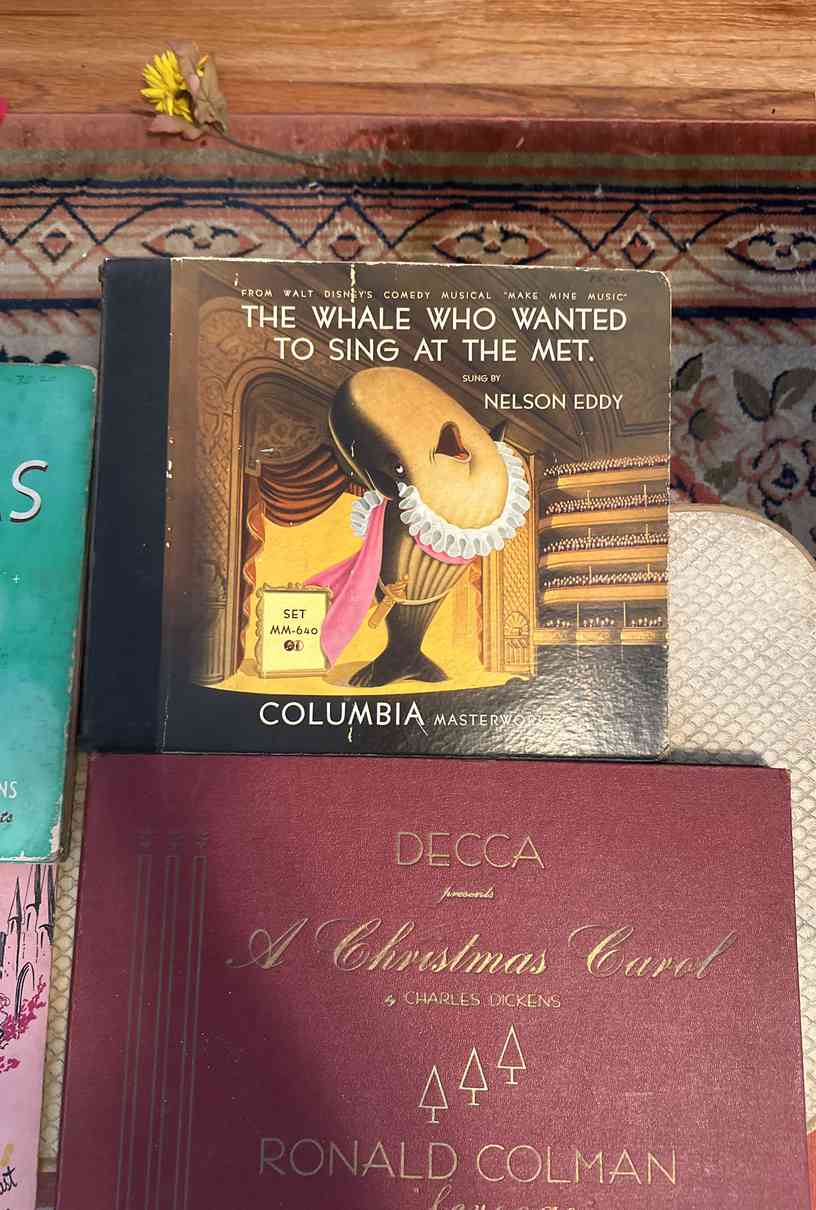 FROM WALT DISNEY'S COMEDY MUSICAL "MAKE MINE MUSIC"
THE WHALE WHO WANTED
TO SING AT THE MET.
SUNG BY
NELSON EDDY
SET
MM-640
COLUMBIA MASTERWORKS
S
NS
DECCA
presents
A Christmas Carol
by CHARLES DICKENS
RONALD COLMAN